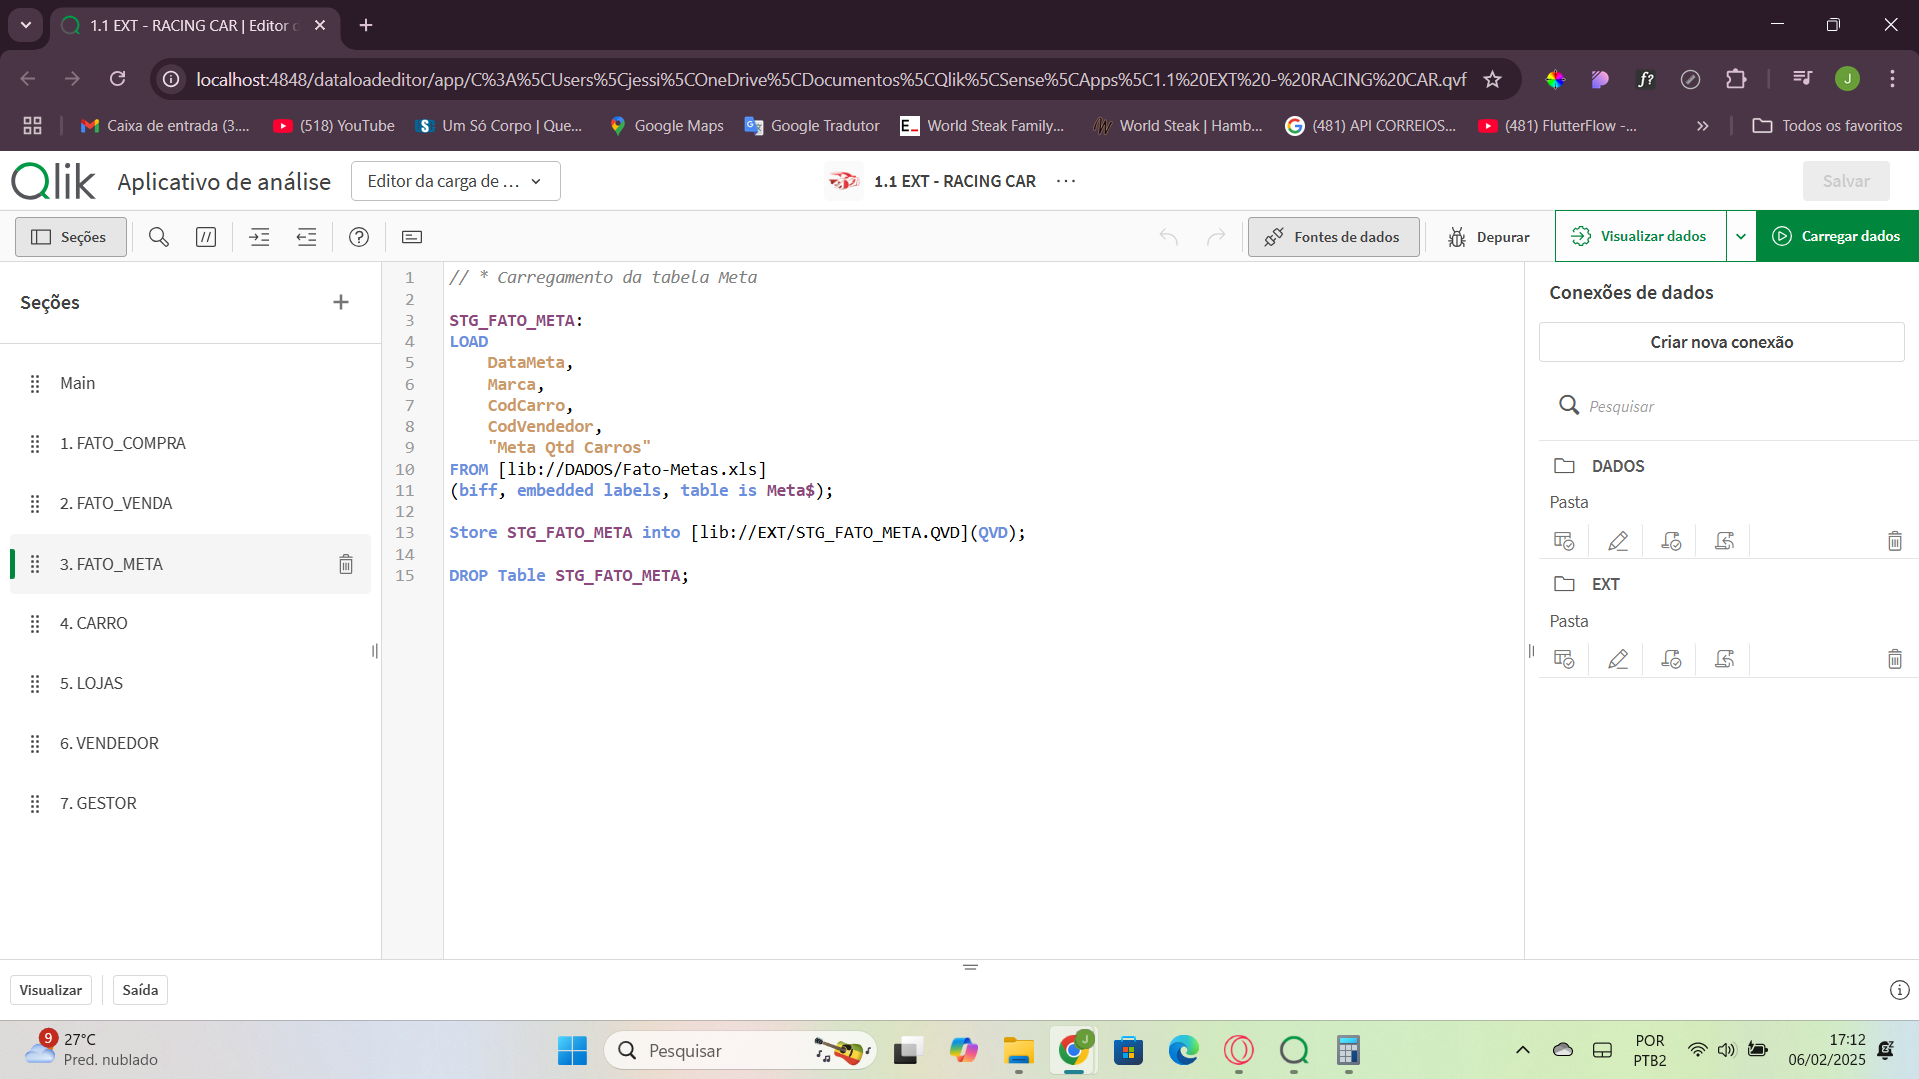 1.1 EXT - RACING CAR | Editor d
localhost:4848/dataloadeditor/app/C%3A%5CUsers%5Cjessi%5COneDrive%5CDocumentos%5CQlik%5CSense%5CApps%5C1.1%20EXT%20-%20RACING%20CAR.qvf
f?
J
Caixa de entrada (3....
(518) YouTube
Um Só Corpo | Que...
Google Maps
Google Tradutor
World Steak Family...
World Steak | Hamb...
(481) API CORREIOS...
(481) FlutterFlow -...
Todos os favoritos
Qlik
Aplicativo de análise
Editor da carga de ...
1.1 EXT - RACING CAR
Salvar
Seções
Fontes de dados
Depurar
Visualizar dados
Carregar dados
Seções
Main
1. FATO_COMPRA
2. FATO_VENDA
3. FATO_META
4. CARRO
5. LOJAS
6. VENDEDOR
7. GESTOR
1 // * Carregamento da tabela Meta
2
3 STG_FATO_META:
4 LOAD
5 DataMeta,
6 Marca,
7 CodCarro,
8 CodVendedor,
9 "Meta Qtd Carros"
10 FROM [lib://DADOS/Fato-Metas.xls]
11 (biff, embedded labels, table is Meta$);
12
13 Store STG_FATO_META into [lib://EXT/STG_FATO_META.QVD](QVD);
14
15 DROP Table STG_FATO_META;
Conexões de dados
Criar nova conexão
Pesquisar
DADOS
Pasta
EXT
Pasta
Visualizar
Saída
9
27°C
Pred. nublado
Pesquisar
J
POR
PTB2
17:12
06/02/2025